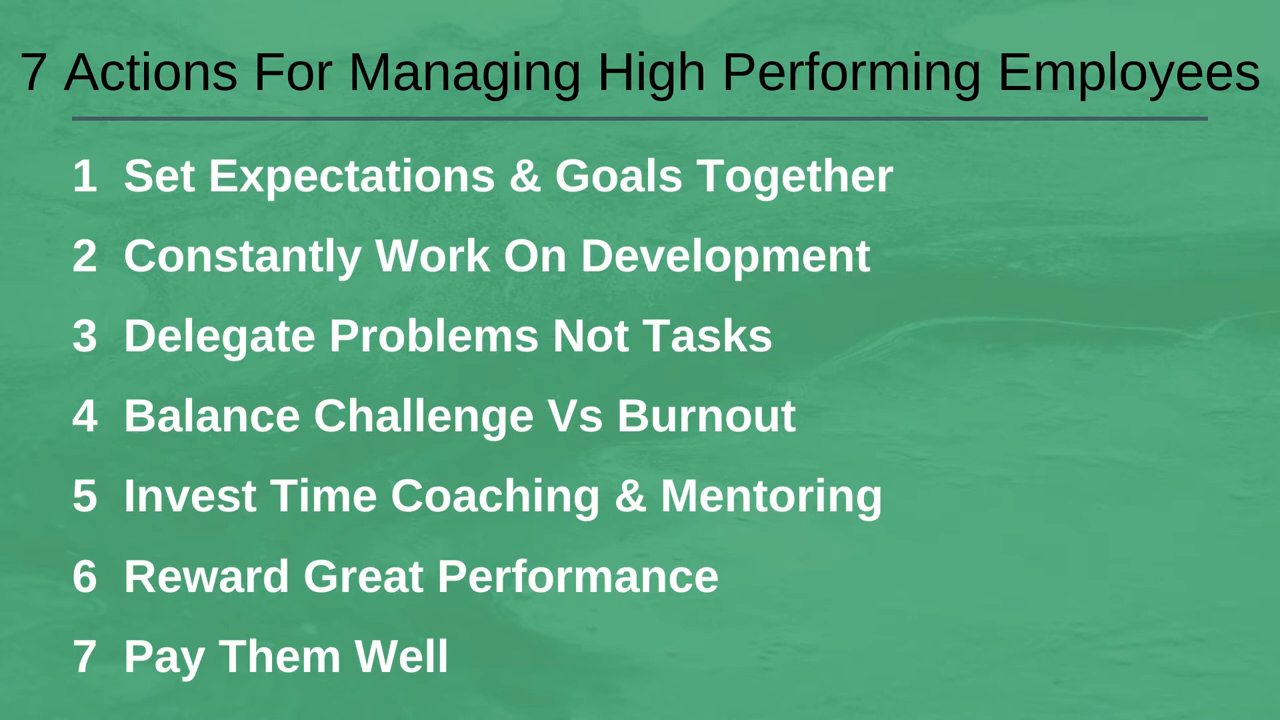 7 Actions For Managing High Performing Employees
1 Set Expectations & Goals Together
2 Constantly Work On Development
3 Delegate Problems Not Tasks
4 Balance Challenge Vs Burnout
5 Invest Time Coaching & Mentoring
6 Reward Great Performance
7 Pay Them Well